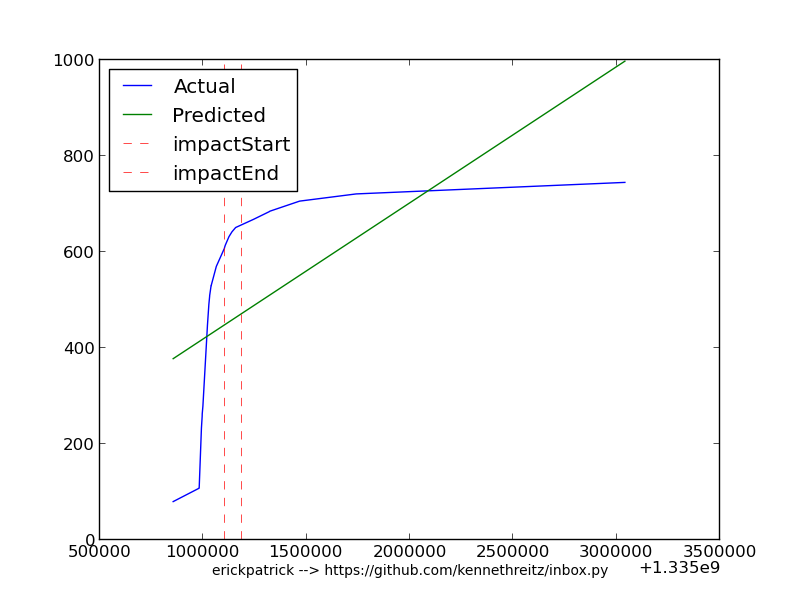 1000
800
600
400
200
0
Actual
Predicted
impactStart
impactEnd
500000 1000000 1500000 2000000 2500000 3000000 3500000
+1.335e9
erickpatrick --> https://github.com/kennethreitz/inbox.py